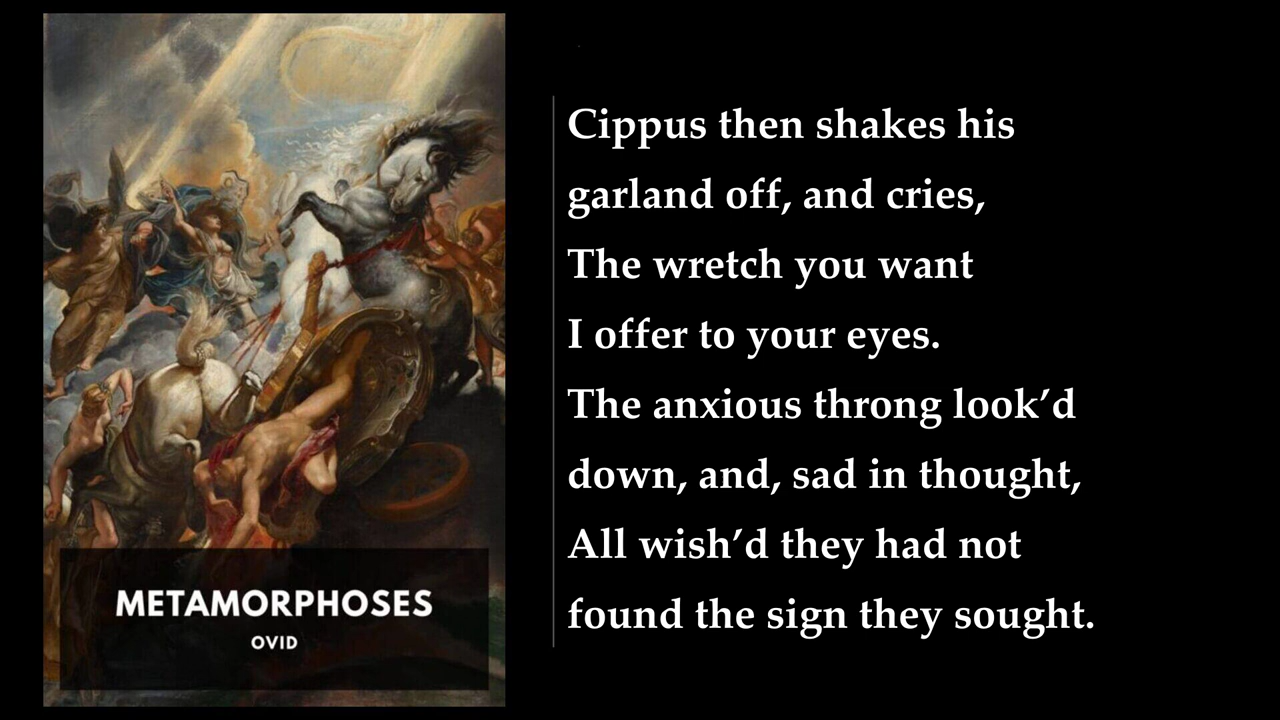 METAMORPHOSES
OVID
Cippus then shakes his
garland off, and cries,
The wretch you want
I offer to your eyes.
The anxious throng look’d
down, and, sad in thought,
All wish’d they had not
found the sign they sought.